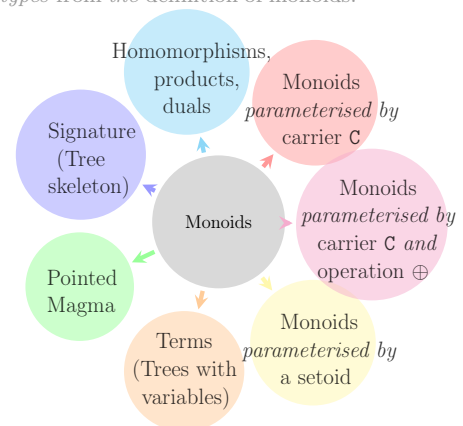 types from the definition of monoids.
Homomorphisms,
products,
duals
Monoids
parameterised by
carrier C
Signature
(Tree
skeleton)
Monoids
parameterised by
carrier C and
operation ⊕
Monoids
Pointed
Magma
Terms
(Trees with
variables)
Monoids
parameterised by
a setoid